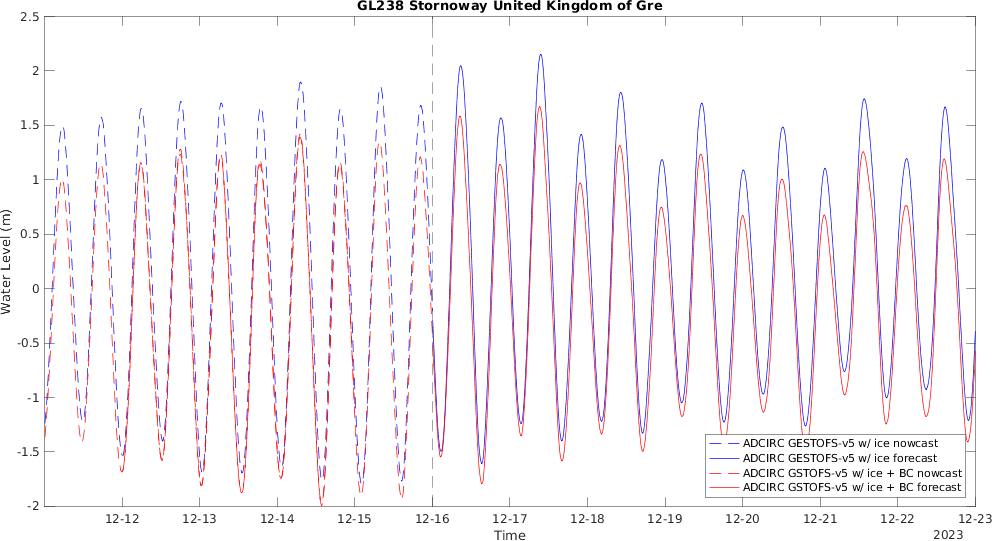 GL238 Stornoway United Kingdom of Gre
2.5
2
1.5
1
0.5
0
-0.5
-1
-1.5
-2
Water Level (m)
ADCIRC GESTOFS-v5 w/ ice nowcast
ADCIRC GESTOFS-v5 w/ ice forecast
ADCIRC GSTOFS-v5 w/ ice + BC nowcast
ADCIRC GSTOFS-v5 w/ ice + BC forecast
12-12 12-13 12-14 12-15 12-16 12-17 12-18 12-19 12-20 12-21 12-22 12-23
Time
2023